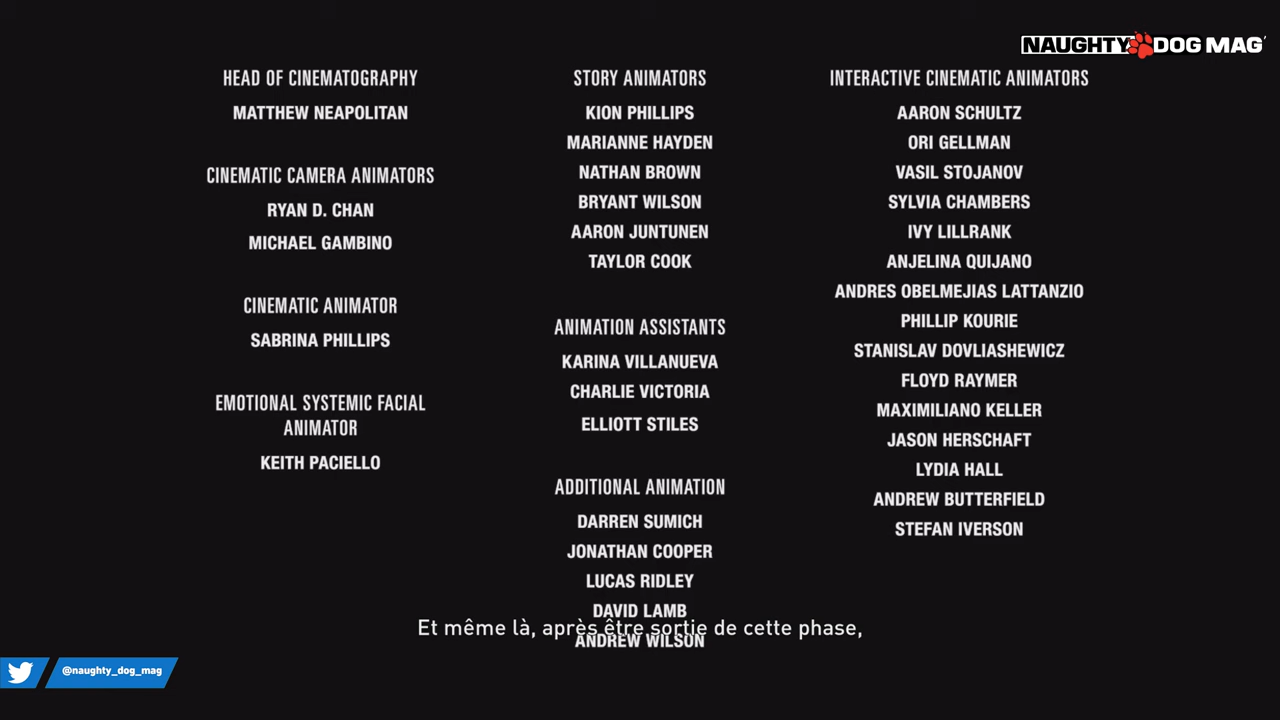 NAUGHTY DOG MAG
HEAD OF CINEMATOGRAPHY
MATTHEW NEAPOLITAN
CINEMATIC CAMERA ANIMATORS
RYAN D. CHAN
MICHAEL GAMBINO
CINEMATIC ANIMATOR
SABRINA PHILLIPS
EMOTIONAL SYSTEMIC FACIAL
ANIMATOR
KEITH PACIELLO
STORY ANIMATORS
KION PHILLIPS
MARIANNE HAYDEN
NATHAN BROWN
BRYANT WILSON
AARON JUNTUNEN
TAYLOR COOK
ANIMATION ASSISTANTS
KARINA VILLANUEVA
CHARLIE VICTORIA
ELLIOTT STILES
ADDITIONAL ANIMATION
DARREN SUMICH
JONATHAN COOPER
LUCAS RIDLEY
DAVID LAMB
ANDREW WILSON
INTERACTIVE CINEMATIC ANIMATORS
AARON SCHULTZ
ORI GELLMAN
VASIL STOJANOV
SYLVIA CHAMBERS
IVY LILLRANK
ANJELINA QUIJANO
ANDRES OBELMEJIAS LATTANZIO
PHILLIP KOURIE
STANISLAV DOVLIASHEWICZ
FLOYD RAYMER
MAXIMILIANO KELLER
JASON HERSCHAFT
LYDIA HALL
ANDREW BUTTERFIELD
STEFAN IVERSON
Et même là, après être sortie de cette phase,
@naughty_dog_mag